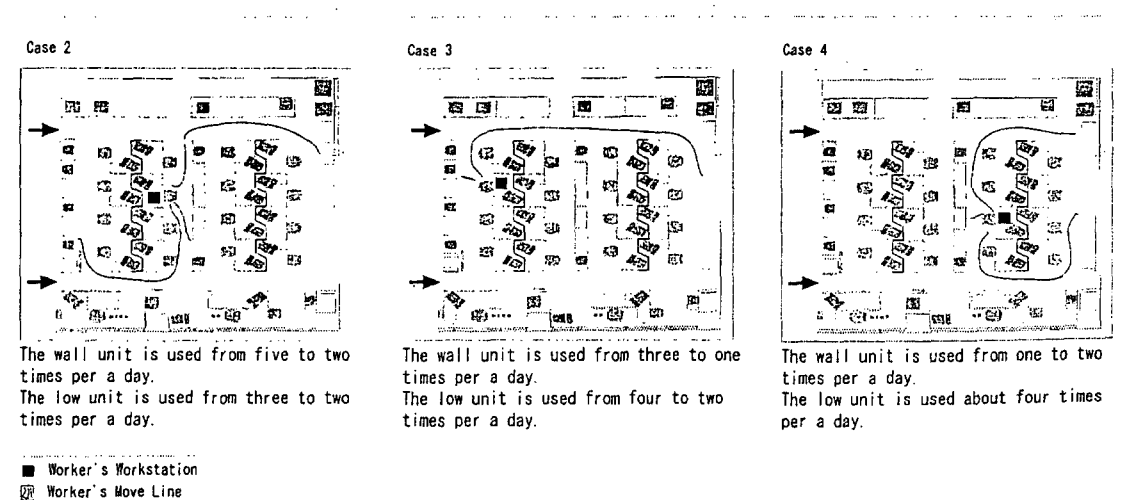 Case 2
Case 3
Case 4
The wall unit is used from five to two
times per a day.
The low unit is used from three to two
times per a day.
The wall unit is used from three to one
times per a day.
The low unit is used from four to two
times per a day.
The wall unit is used from one to two
times per a day.
The low unit is used about four times
per a day.
Worker's Workstation
Worker's Move Line